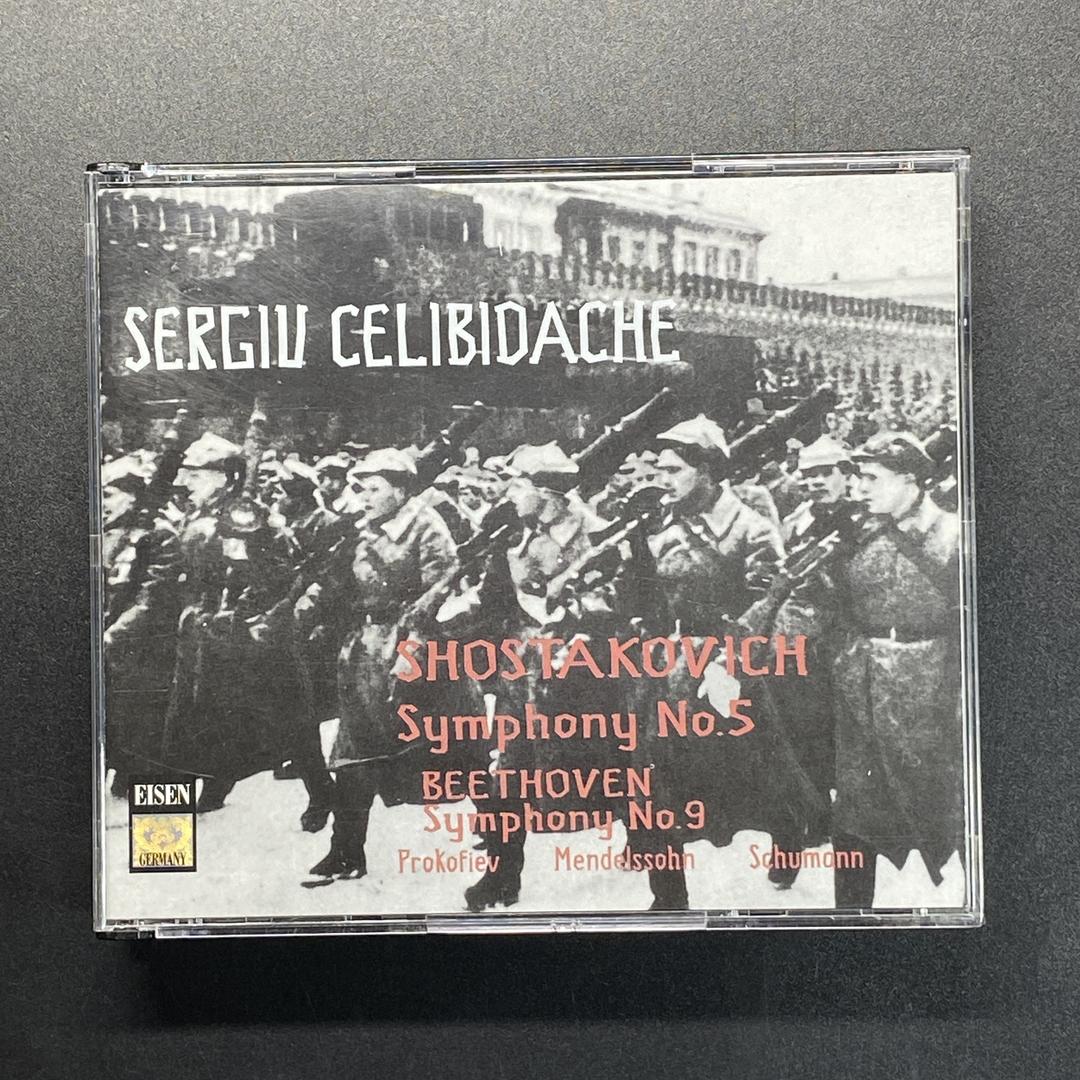 SERGIU CELIBIDACHE
SHOSTAKOVICH
Symphony No.5
BEETHOVEN
Symphony No.9
Prokofiev Mendelssohn Schumann
EISEN
GERMANY